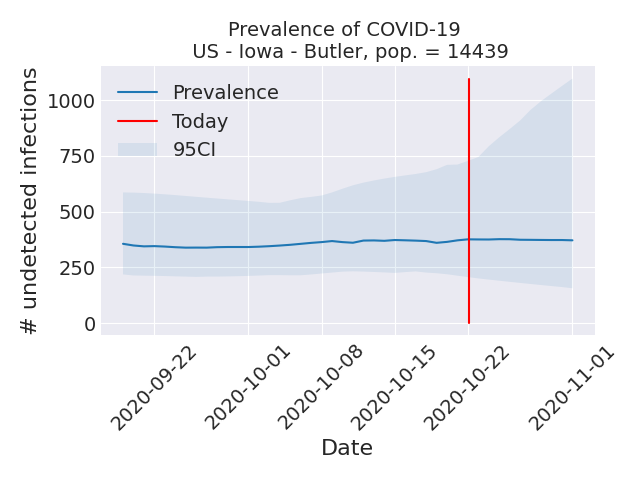 Prevalence of COVID-19
US - Iowa - Butler, pop. = 14439
# undetected infections
1000
750
500
250
0
Prevalence
Today
95CI
2020-09-22
2020-10-01
2020-10-08
2020-10-15
2020-10-22
2020-11-01
Date